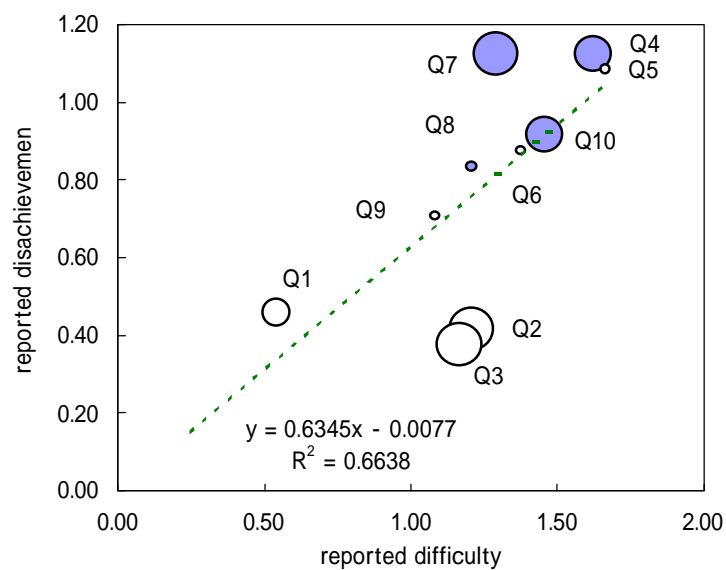 1.20
1.00
0.80
0.60
0.40
0.20
0.00
reported disachievemen
Q7
Q4
Q5
Q8
Q10
Q6
Q9
Q1
Q2
Q3
y = 0.6345x - 0.0077
R² = 0.6638
0.00 0.50 1.00 1.50 2.00
reported difficulty